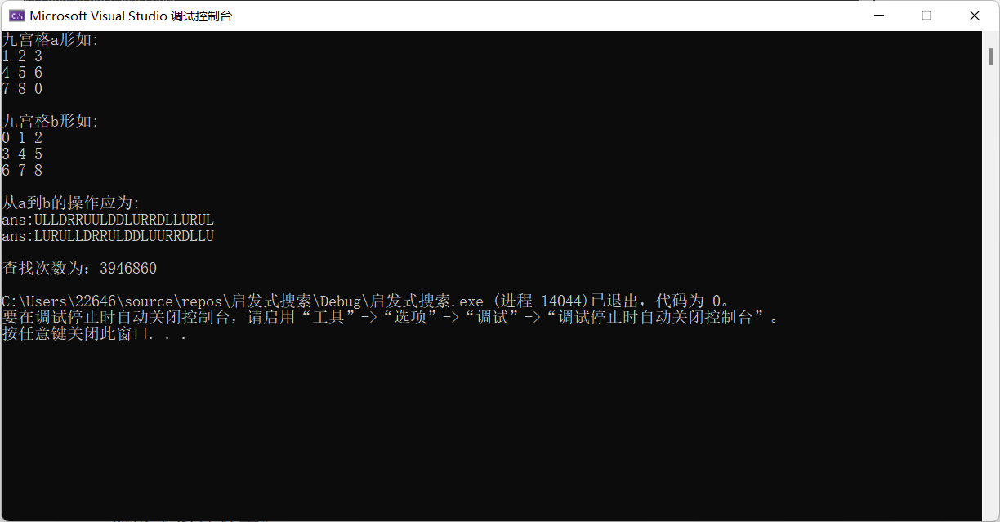 Microsoft Visual Studio 调试控制台
九宫格a形如:
1 2 3
4 5 6
7 8 0
九宫格b形如:
0 1 2
3 4 5
6 7 8
从a到b的操作应为:
ans:ULLDRRUULDDLURRDLLURUL
ans:LURULLDRRULDDLUURRDLLU
查找次数为: 3946860
C:\Users\22646\source\repos\启发式搜索\Debug\启发式搜索.exe (进程 14044)已退出，代码为 0。
要在调试停止时自动关闭控制台，请启用“工具”->“选项”->“调试”->“调试停止时自动关闭控制台”。
按任意键关闭此窗口. . .